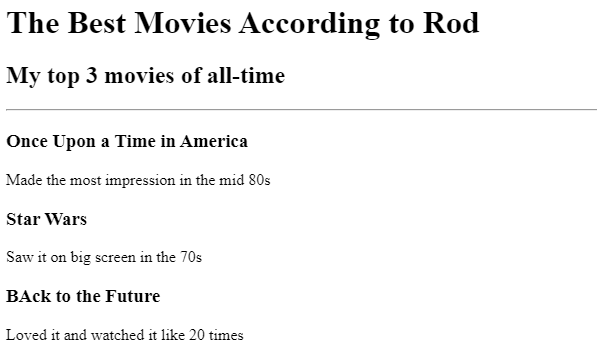 The Best Movies According to Rod
My top 3 movies of all-time
Once Upon a Time in America
Made the most impression in the mid 80s
Star Wars
Saw it on big screen in the 70s
BAck to the Future
Loved it and watched it like 20 times